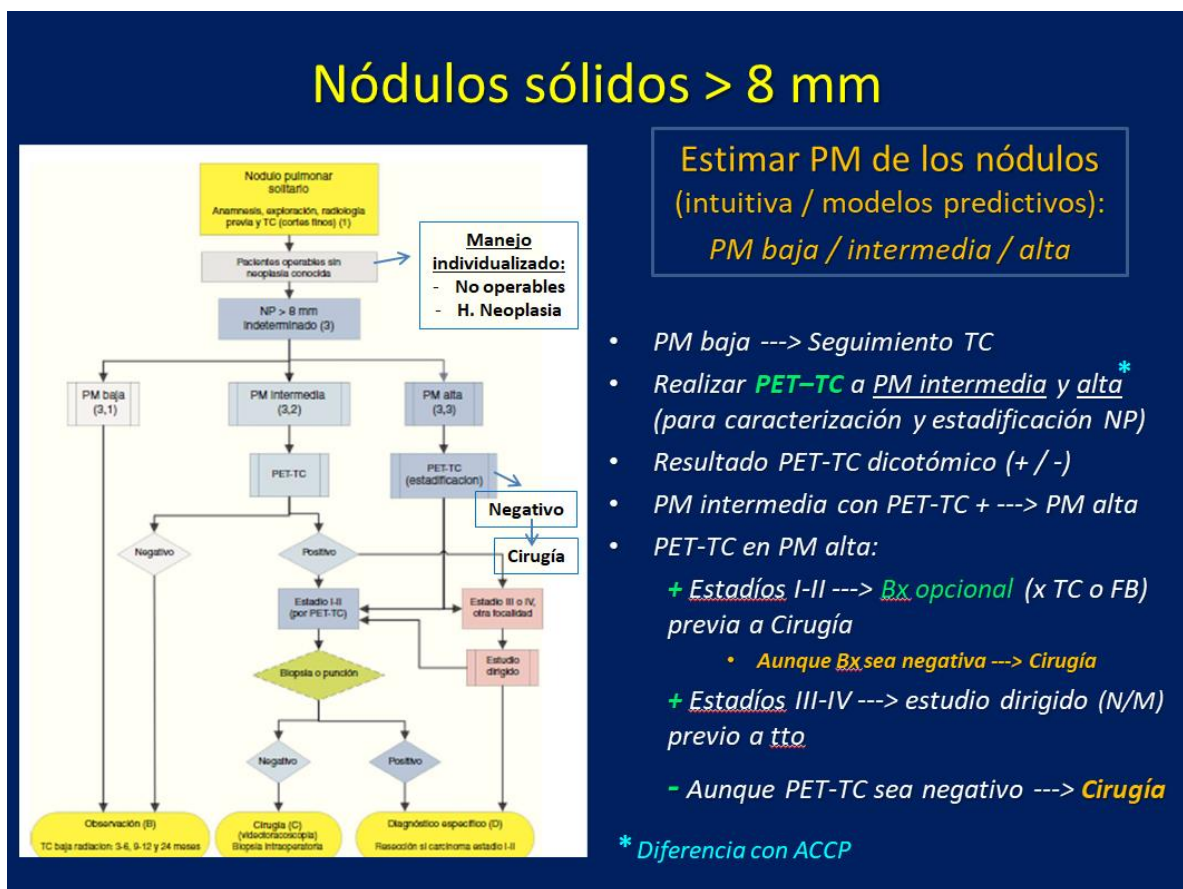 Nódulos sólidos > 8 mm
Nodulo pulmonar
solitario
Anamnesis, exploración, radiología
previa y TC (cortes finos) (1)
Pacientes operables sin
neoplasia conocida
NP > 8 mm
indeterminado (3)
Manejo
individualizado:
- No operables
- H. Neoplasia
PM baja
(3,1)
PM intermedia
(3,2)
PM alta
(3,3)
PET-TC
PET-TC
(estadificacion)
Negativo
Cirugía
Negativo
Positivo
Estadio I-II
(por PET-TC)
Estadio III o IV,
otra localidad
Estudio
dirigido
Biopsia o punción
Negativo
Positivo
Observación (B)
TC baja radiacion: 3-6, 9-12 y 24 meses
Cirugía (C)
(videotoracoscopia)
Biopsia intraoperatoria
Diagnóstico específico (D)
Resección si carcinoma estadio I-II
Estimar PM de los nódulos
(intuitiva / modelos predictivos):
PM baja / intermedia / alta
• PM baja ---> Seguimiento TC
• Realizar PET–TC a PM intermedia y alta*
(para caracterización y estadificación NP)
• Resultado PET-TC dicotómico (+ / -)
• PM intermedia con PET-TC + ---> PM alta
• PET-TC en PM alta:
+ Estadíos I-II ---> Bx opcional (x TC o FB)
previa a Cirugía
• Aunque Bx sea negativa ---> Cirugía
+ Estadíos III-IV ---> estudio dirigido (N/M)
previo a tto
- Aunque PET-TC sea negativo ---> Cirugía
* Diferencia con ACCP